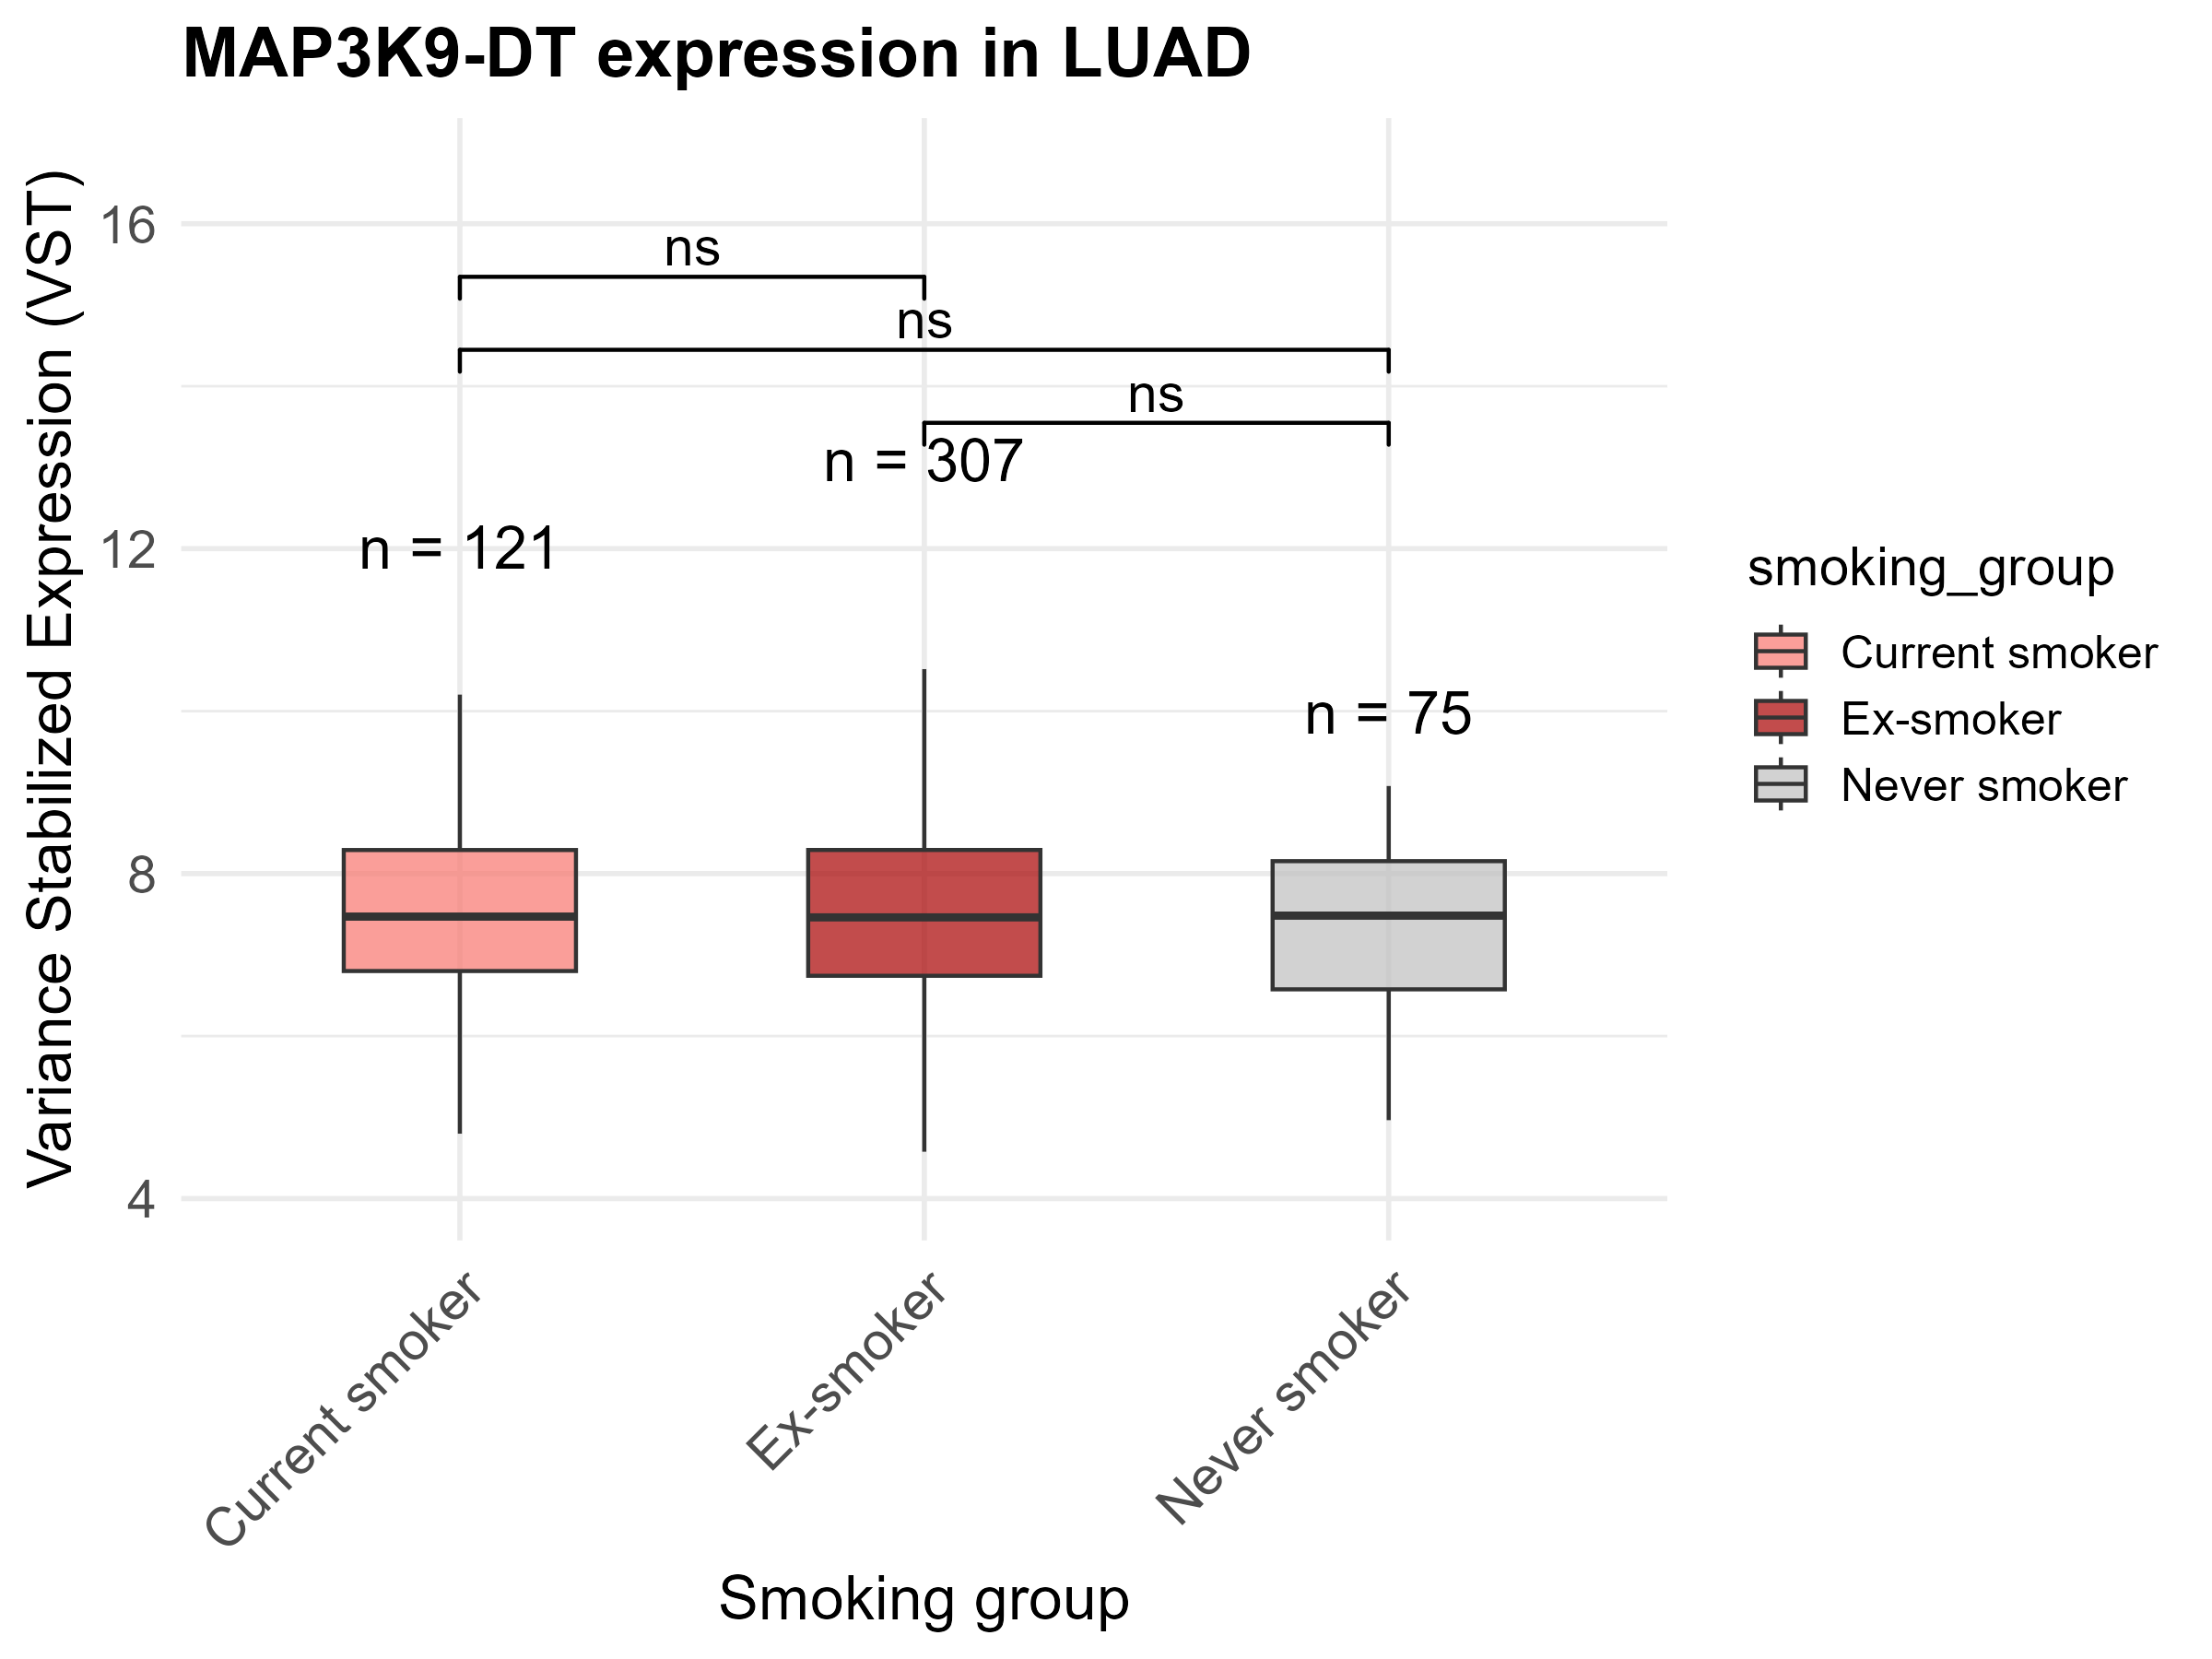 MAP3K9-DT expression in LUAD
Variance Stabilized Expression (VST)
16
12
8
4
ns
ns
ns
n = 307
n = 121
n = 75
Current smoker
Ex-smoker
Never smoker
Smoking group
smoking_group
Current smoker
Ex-smoker
Never smoker